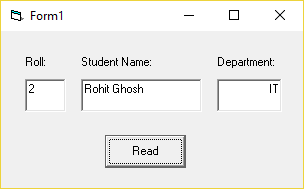 Form1
Roll: Student Name: Department:
2 Rohit Ghosh IT
Read